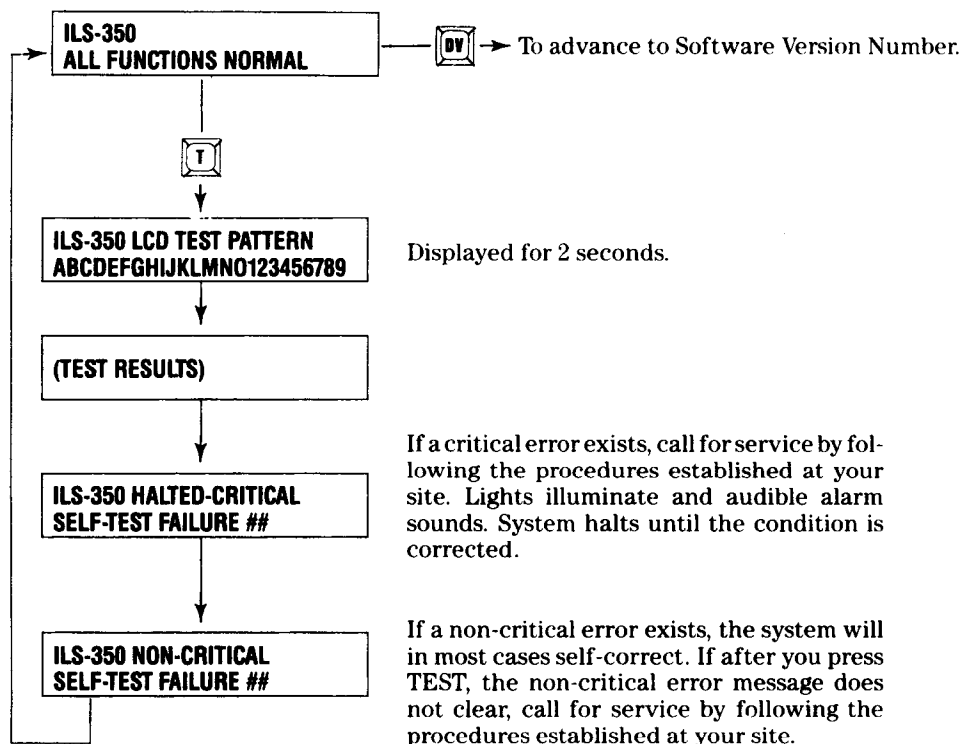 ILS-350
ALL FUNCTIONS NORMAL
DV
To advance to Software Version Number.
T
ILS-350 LCD TEST PATTERN
ABCDEFGHIJKLMNO123456789
Displayed for 2 seconds.
(TEST RESULTS)
ILS-350 HALTED-CRITICAL
SELF-TEST FAILURE ##
If a critical error exists, call for service by fol-
lowing the procedures established at your
site. Lights illuminate and audible alarm
sounds. System halts until the condition is
corrected.
ILS-350 NON-CRITICAL
SELF-TEST FAILURE ##
If a non-critical error exists, the system will
in most cases self-correct. If after you press
TEST, the non-critical error message does
not clear, call for service by following the
procedures established at your site.